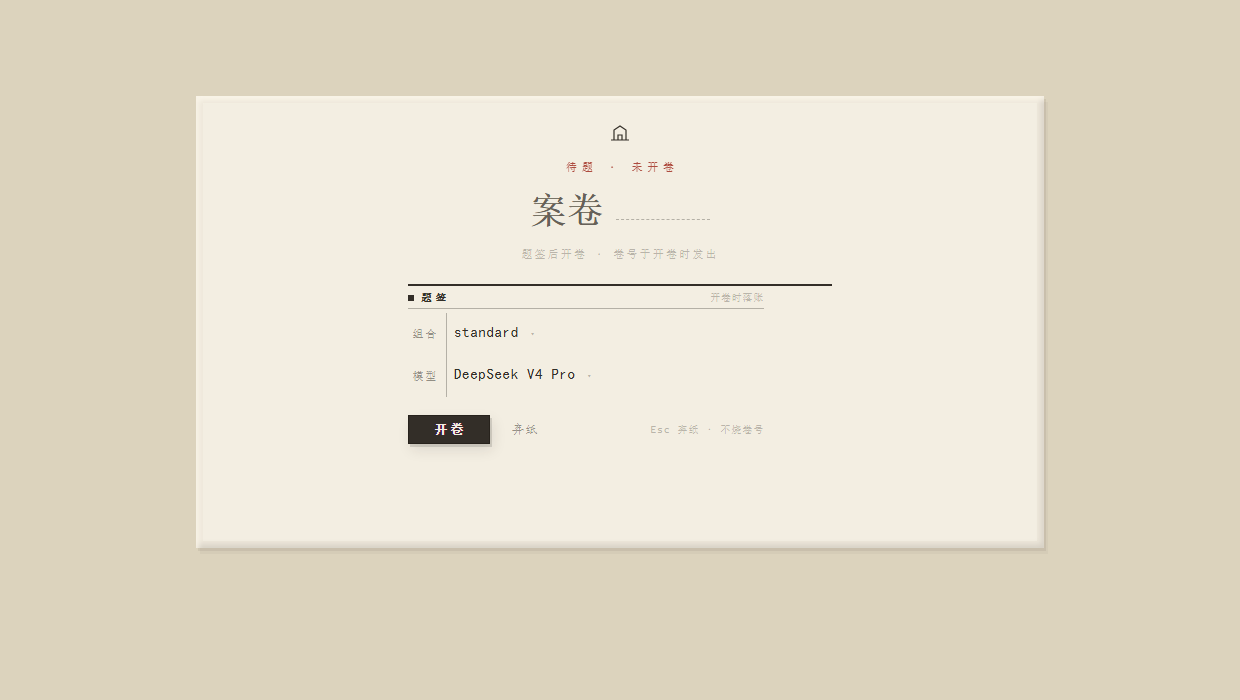 待题 · 未开卷
案卷
题签后开卷 · 卷号于开卷时发出
■ 题签 开卷时落账
组合 standard
模型 DeepSeek V4 Pro
开卷 弃纸 Esc 弃纸 · 不烧卷号